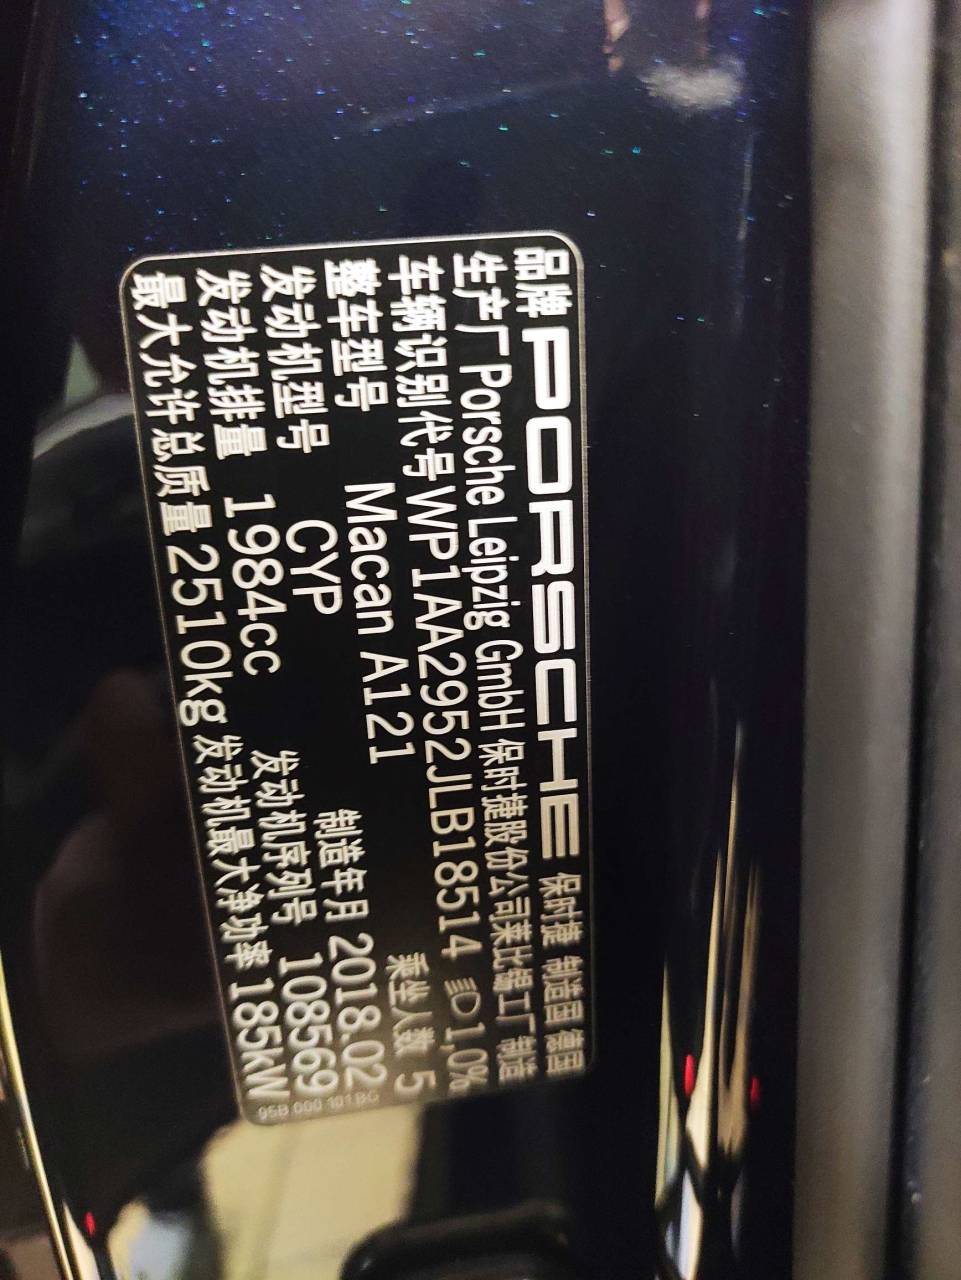 品牌 PORSCHE 保时捷 制造国 德国
生产厂 Porsche Leipzig GmbH 保时捷股份公司莱比锡工厂 制造
车辆识别代号 WP1AA2952JLB18514 1,0%
整车型号 Macan A121 乘坐人数 5
发动机型号 CYP 制造年月 2018.02
发动机排量 1984cc 发动机序列号 108569
最大允许总质量 2510kg 发动机最大净功率 185kW
95B 000 101 BG